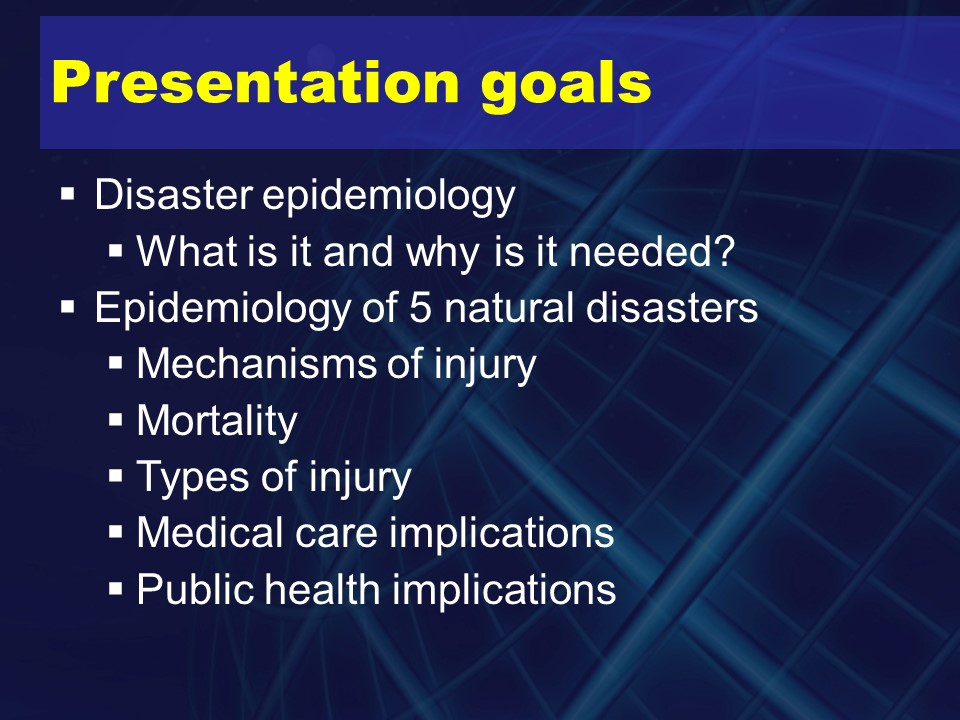 Presentation goals
▪ Disaster epidemiology
▪ What is it and why is it needed?
▪ Epidemiology of 5 natural disasters
▪ Mechanisms of injury
▪ Mortality
▪ Types of injury
▪ Medical care implications
▪ Public health implications